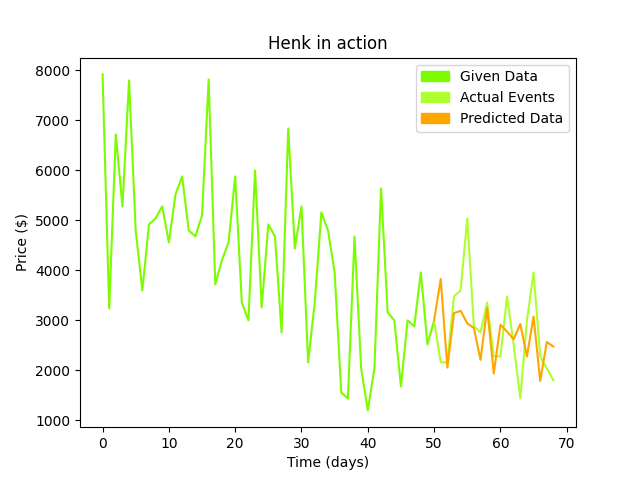 Henk in action
Given Data
Actual Events
Predicted Data
Price ($)
8000
7000
6000
5000
4000
3000
2000
1000
0 10 20 30 40 50 60 70
Time (days)